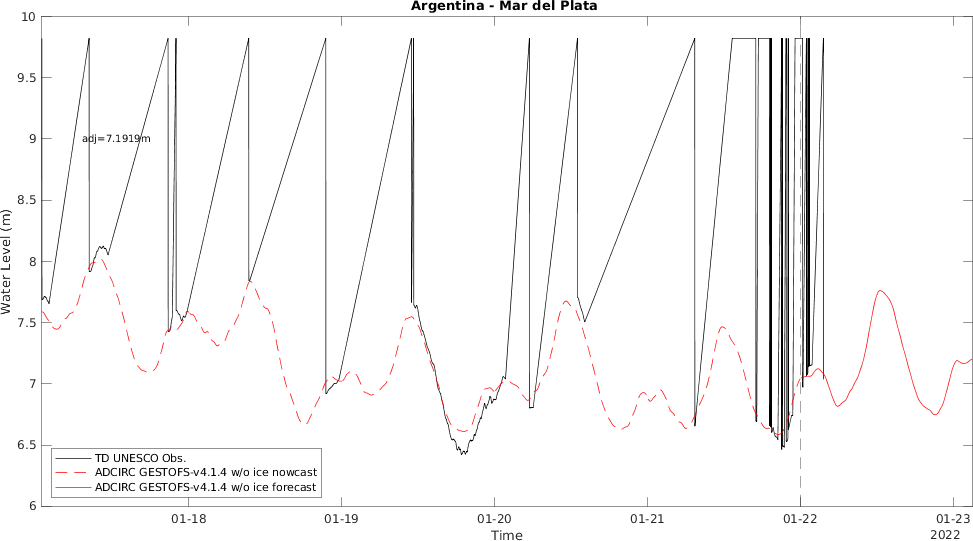 Argentina - Mar del Plata
10
9.5
9
8.5
8
7.5
7
6.5
6
Water Level (m)
adj=7.1919m
TD UNESCO Obs.
ADCIRC GESTOFS-v4.1.4 w/o ice nowcast
ADCIRC GESTOFS-v4.1.4 w/o ice forecast
01-18 01-19 01-20 01-21 01-22 01-23
Time 2022